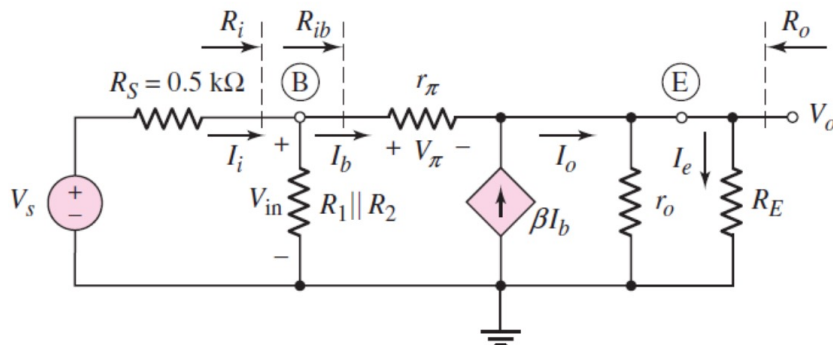 R_i R_ib R_o
R_S = 0.5 kΩ B r_π E
V_o
I_i + I_b + V_π − I_o I_e
V_s + − V_in R_1 || R_2 βI_b r_o R_E
−